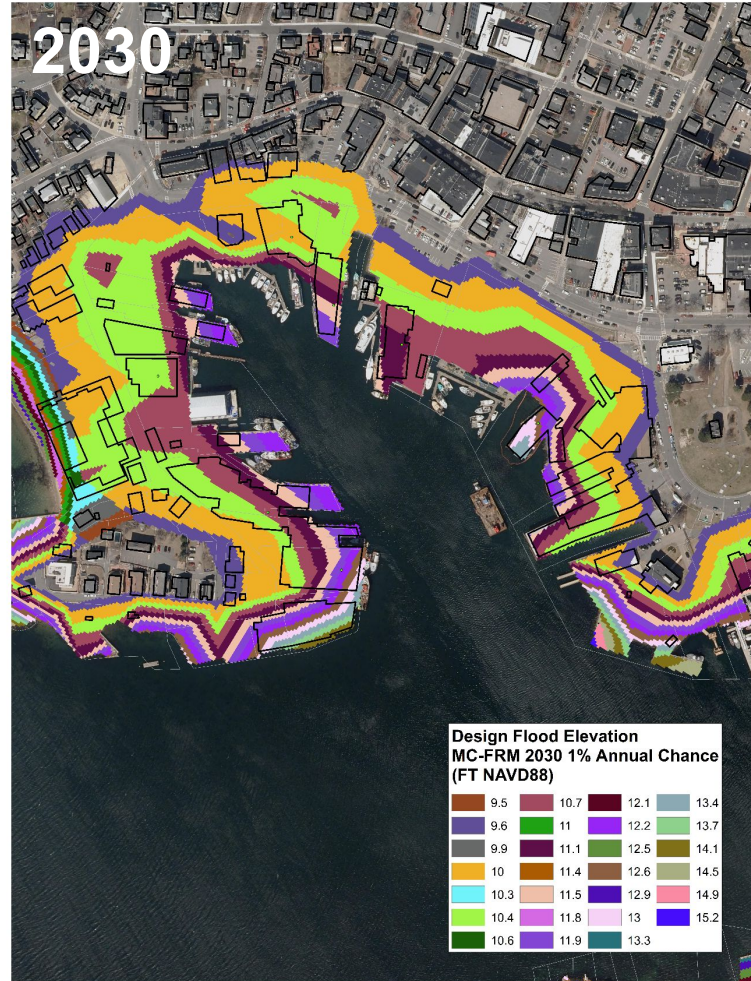 2030
Design Flood Elevation
MC-FRM 2030 1% Annual Chance
(FT NAVD88)
9.5 10.7 12.1 13.4
9.6 11 12.2 13.7
9.9 11.1 12.5 14.1
10 11.4 12.6 14.5
10.3 11.5 12.9 14.9
10.4 11.8 13 15.2
10.6 11.9 13.3